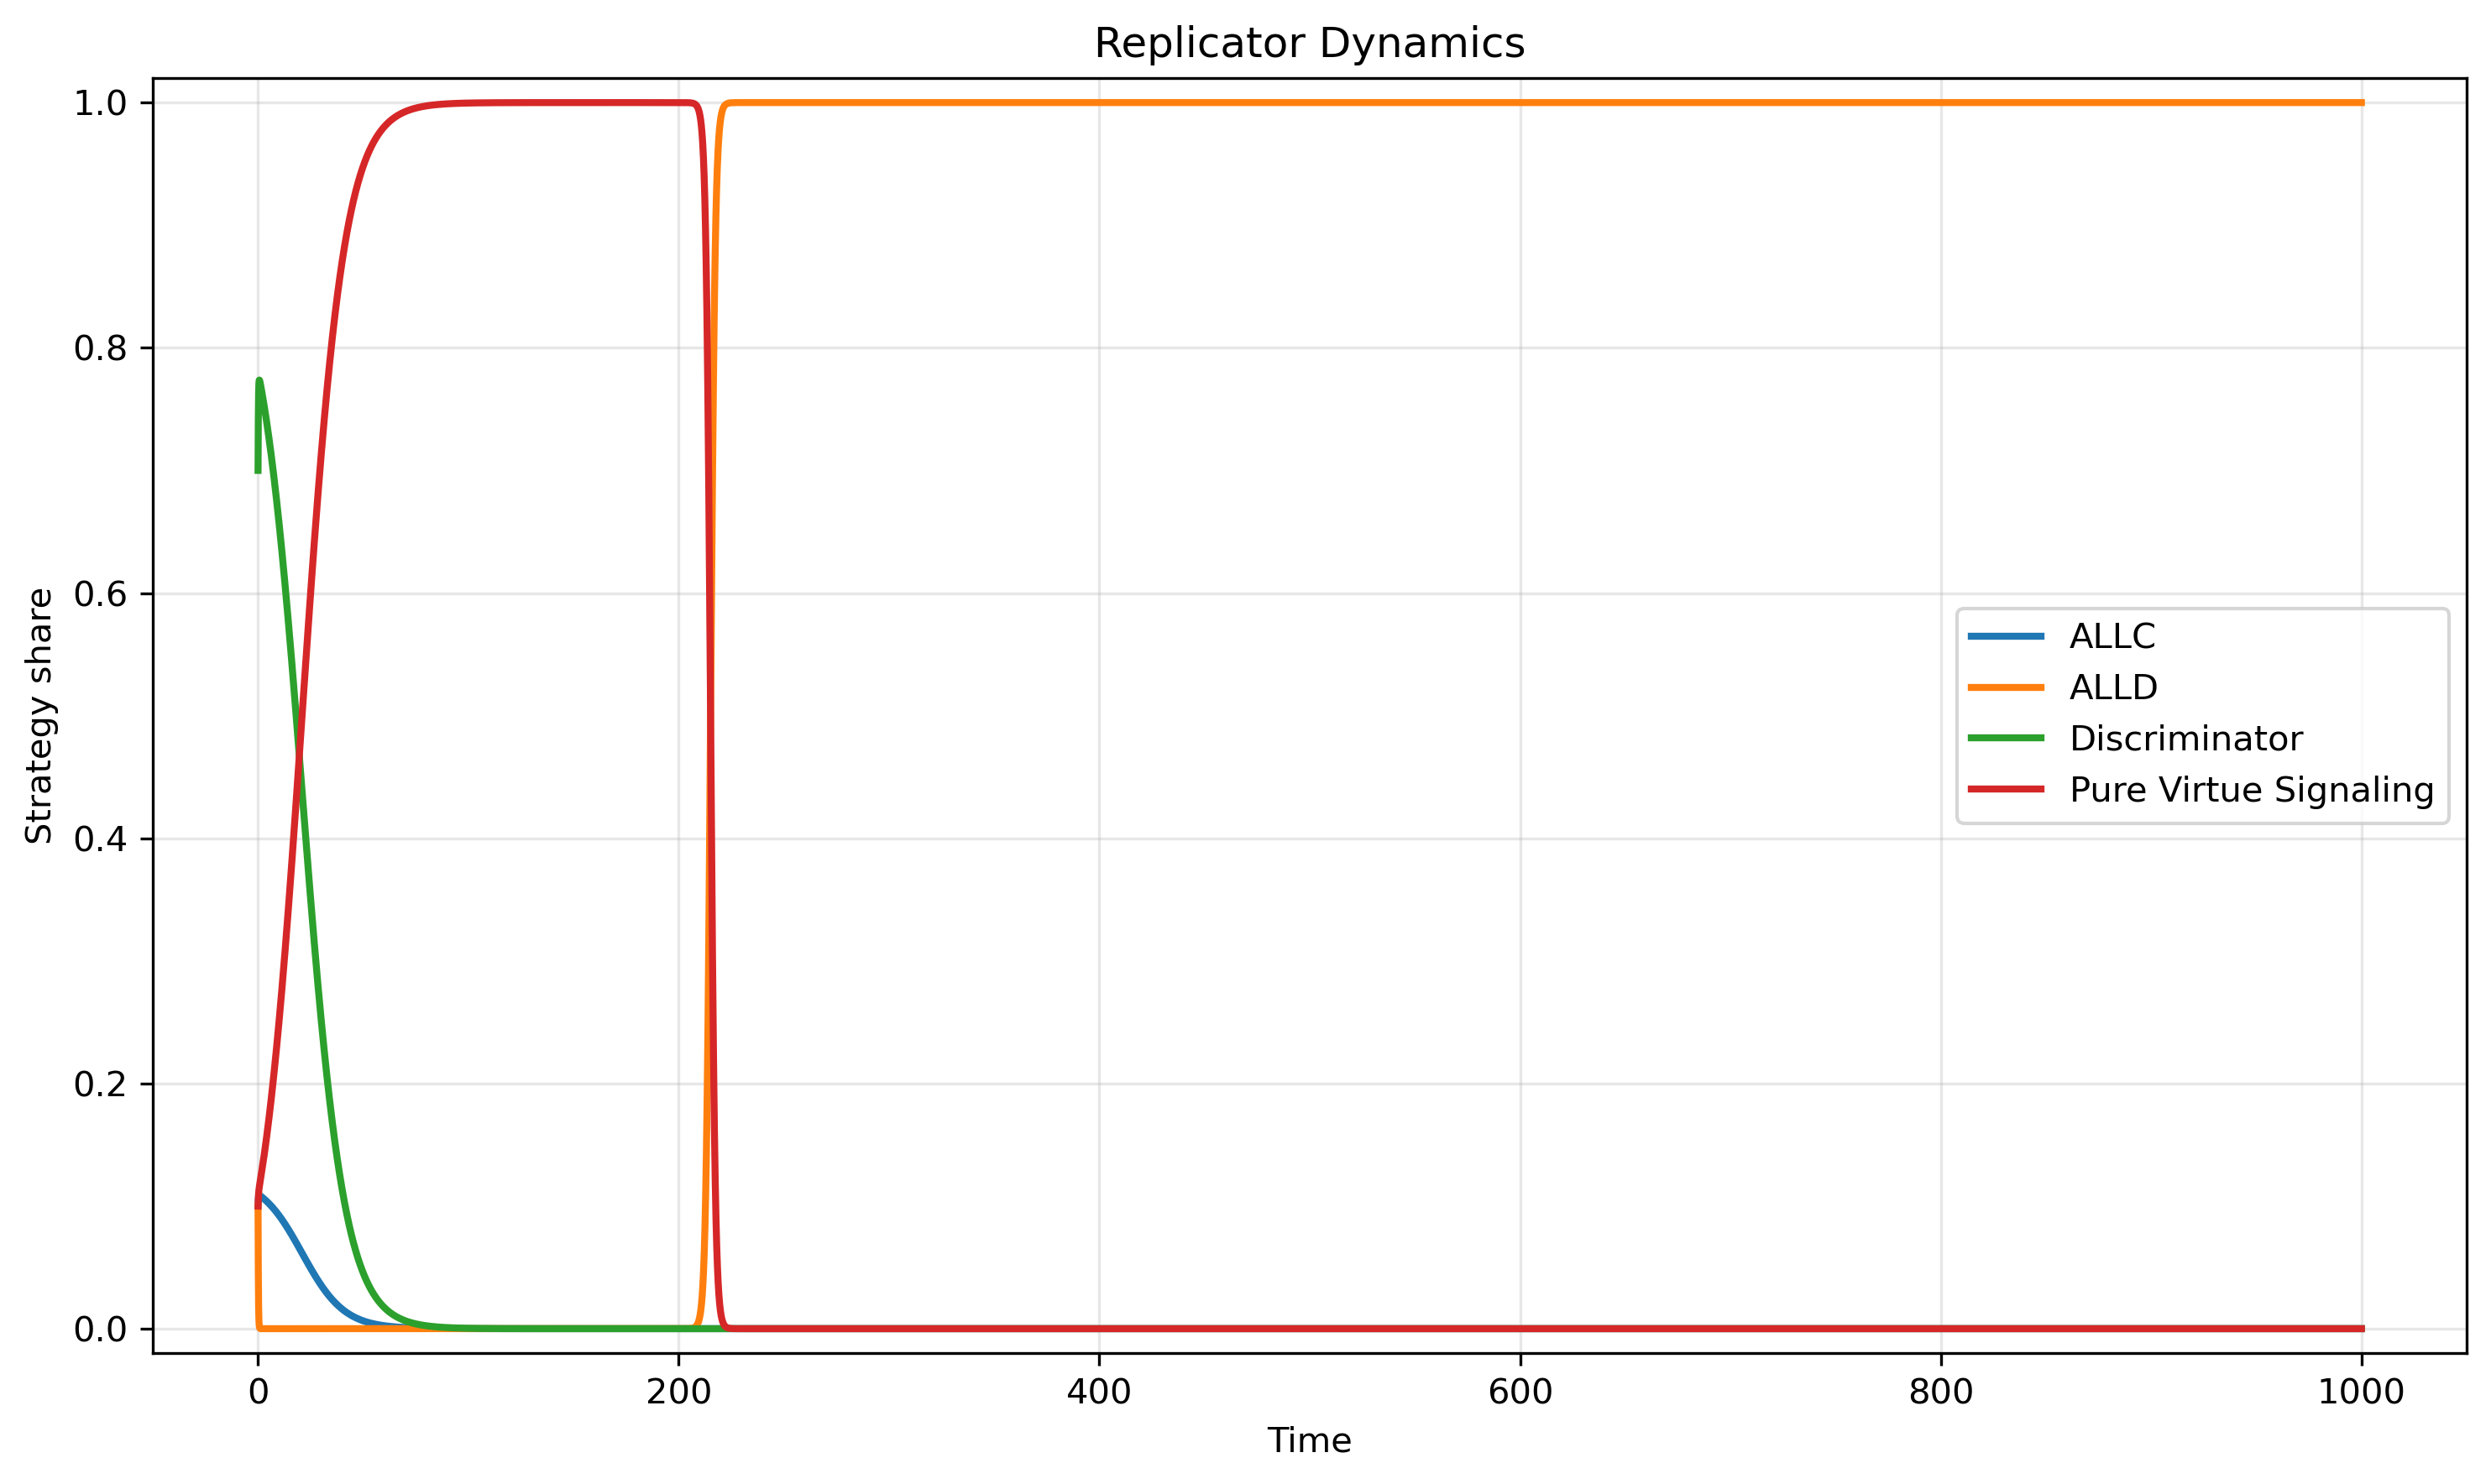 Replicator Dynamics
1.0
0.8
0.6
0.4
0.2
0.0
Strategy share
ALLC
ALLD
Discriminator
Pure Virtue Signaling
0 200 400 600 800 1000
Time